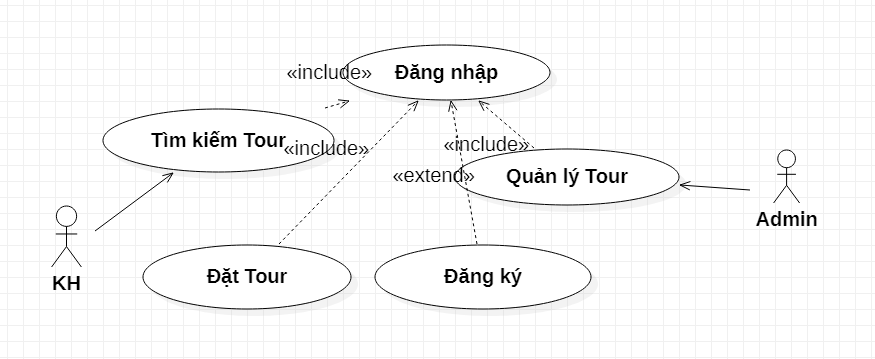 «include»
Đăng nhập
Tìm kiếm Tour
«include»
«include»
«extend»
Quản lý Tour
Admin
KH
Đặt Tour
Đăng ký